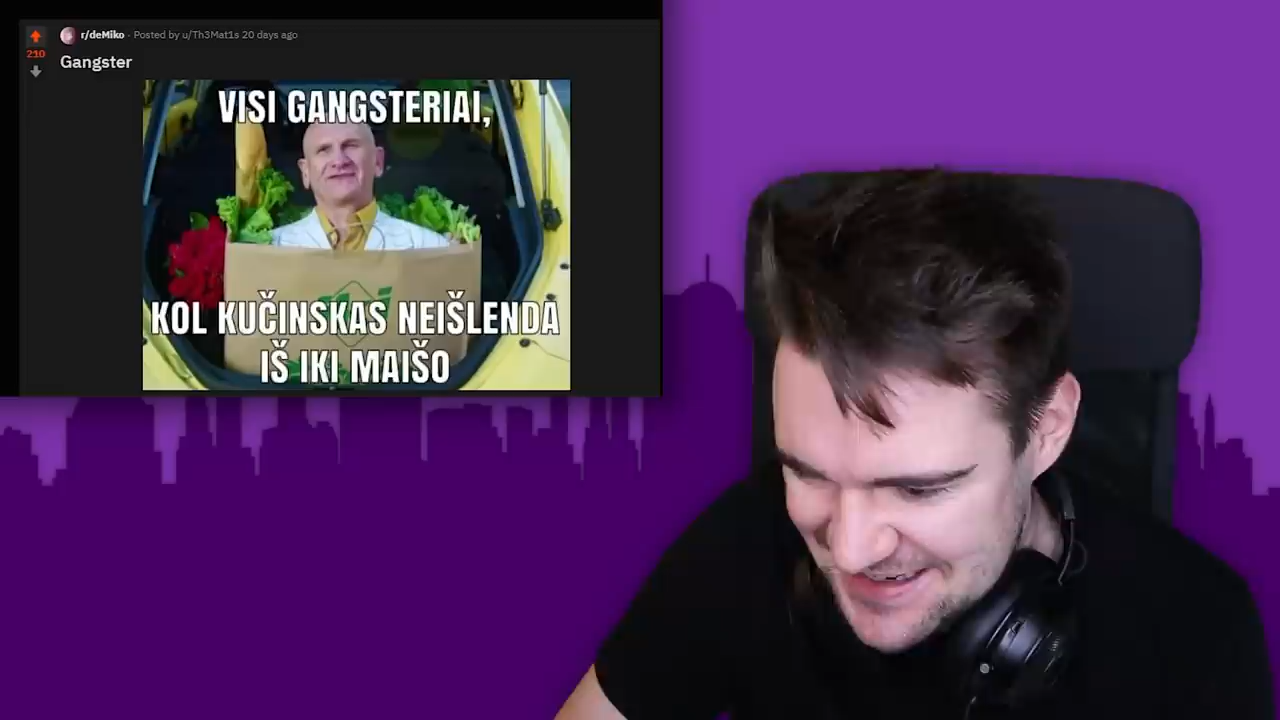 r/deMiko · Posted by u/Th3Mat1s 20 days ago
210
Gangster
VISI GANGSTERIAI,
KOL KUČINSKAS NEIŠLENDA
IŠ IKI MAIŠO